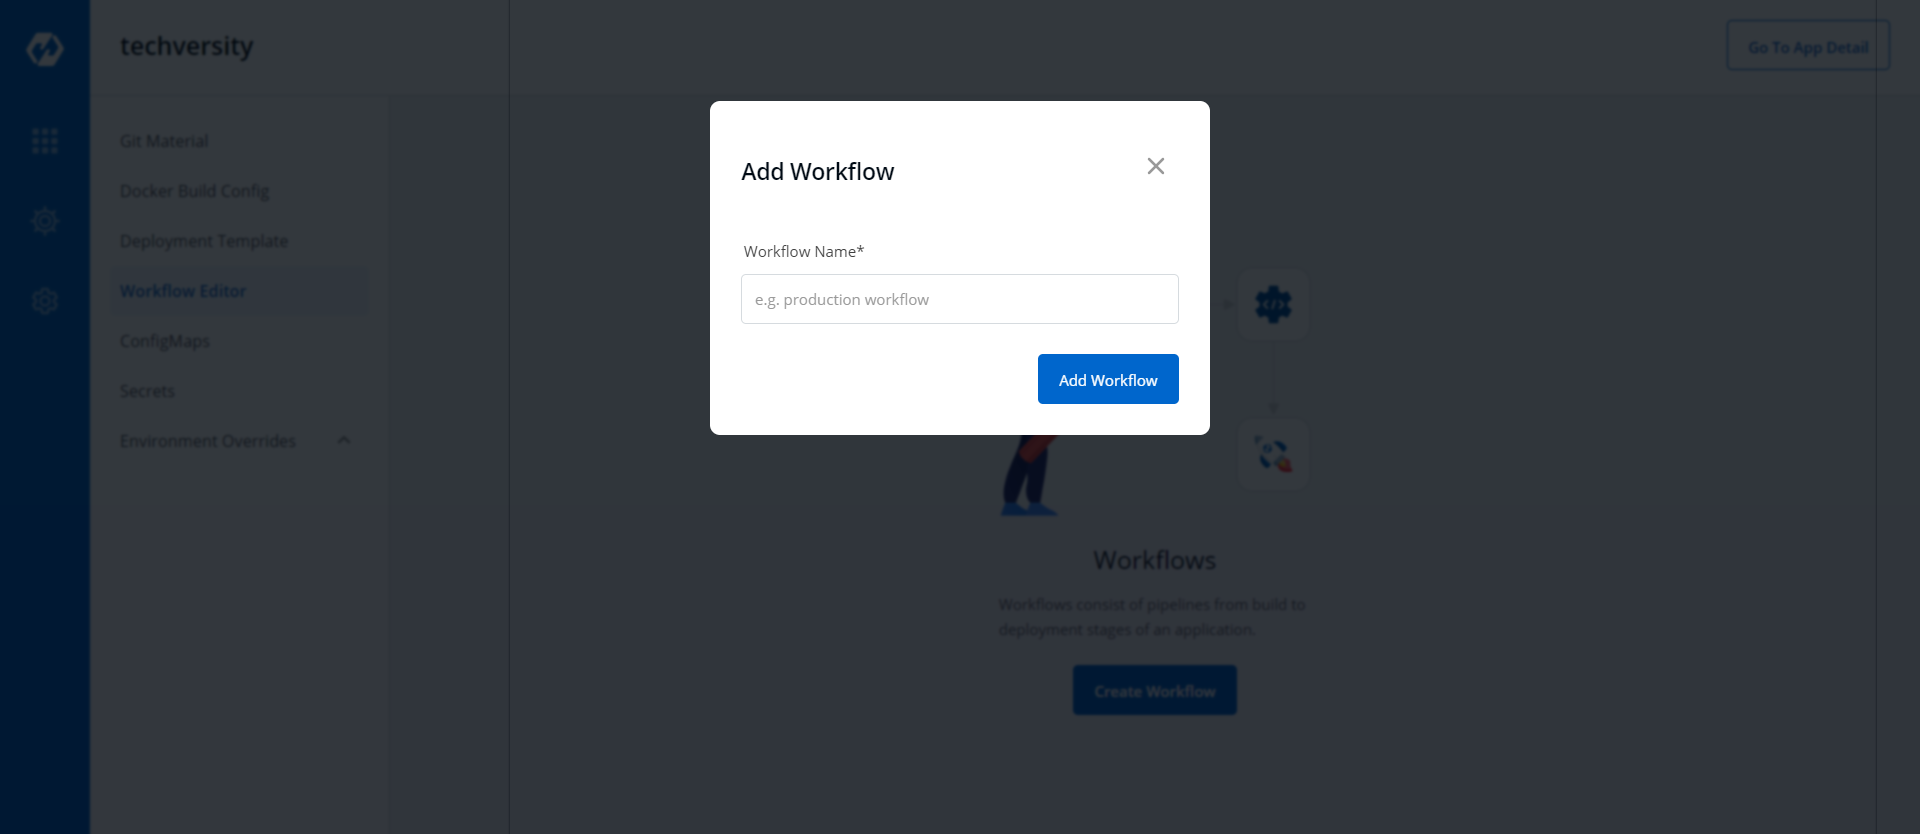 techversity
Go To App Detail
Git Material
Docker Build Config
Deployment Template
Workflow Editor
ConfigMaps
Secrets
Environment Overrides
Add Workflow
Workflow Name*
e.g. production workflow
Add Workflow
Workflows
Workflows consist of pipelines from build to
deployment stages of an application.
Create Workflow